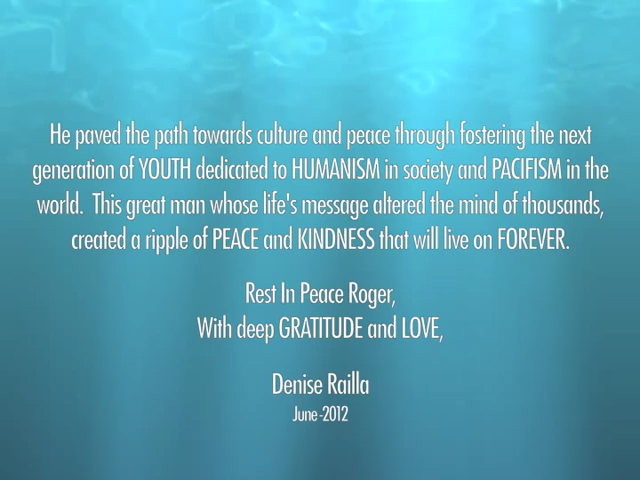 He paved the path towards culture and peace through fostering the next
generation of YOUTH dedicated to HUMANISM in society and PACIFISM in the
world.  This great man whose life's message altered the mind of thousands,
created a ripple of PEACE and KINDNESS that will live on FOREVER.
Rest In Peace Roger,
With deep GRATITUDE and LOVE,
Denise Railla
June-2012